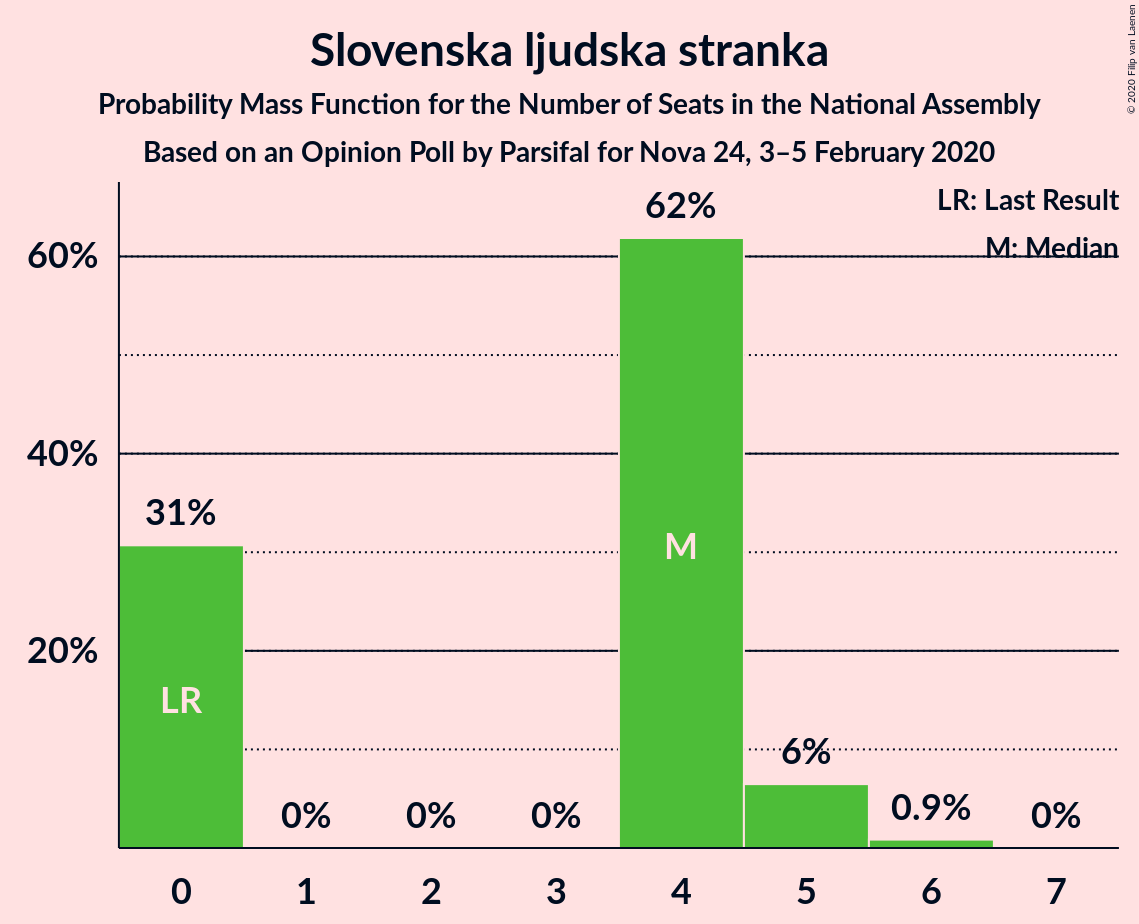 Slovenska ljudska stranka
Probability Mass Function for the Number of Seats in the National Assembly
Based on an Opinion Poll by Parsifal for Nova 24, 3–5 February 2020
© 2020 Filip van Laenen
LR: Last Result
M: Median
60%
40%
20%
31%
0%
0%
0%
62%
6%
0.9%
0%
LR
M
0
1
2
3
4
5
6
7